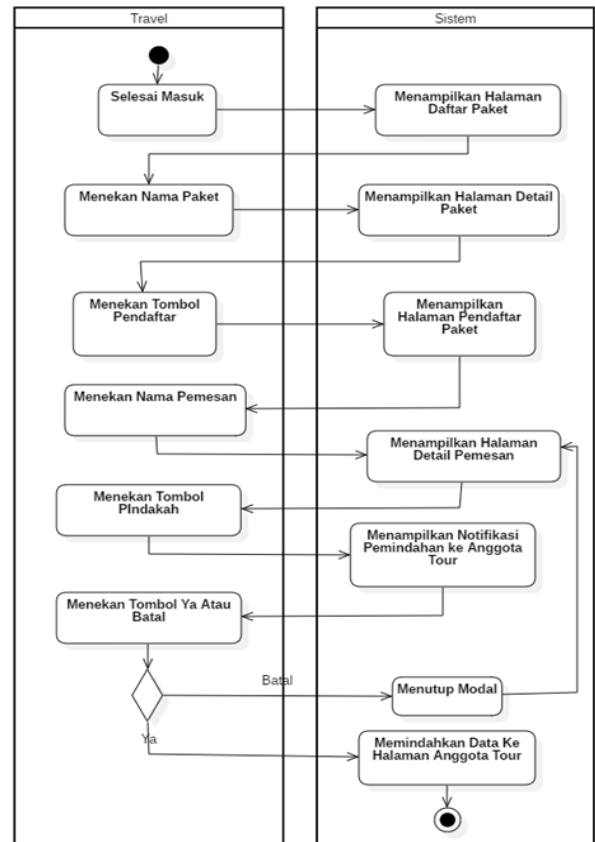 Travel
Sistem
Selesai Masuk
Menampilkan Halaman
Daftar Paket
Menekan Nama Paket
Menampilkan Halaman Detail
Paket
Menekan Tombol
Pendaftar
Menampilkan
Halaman Pendaftar
Paket
Menekan Nama Pemesan
Menampilkan Halaman
Detail Pemesan
Menekan Tombol
PIndakah
Menampilkan Notifikasi
Pemindahan ke Anggota
Tour
Menekan Tombol Ya Atau
Batal
Batal
Menutup Modal
Ya
Memindahkan Data Ke
Halaman Anggota Tour